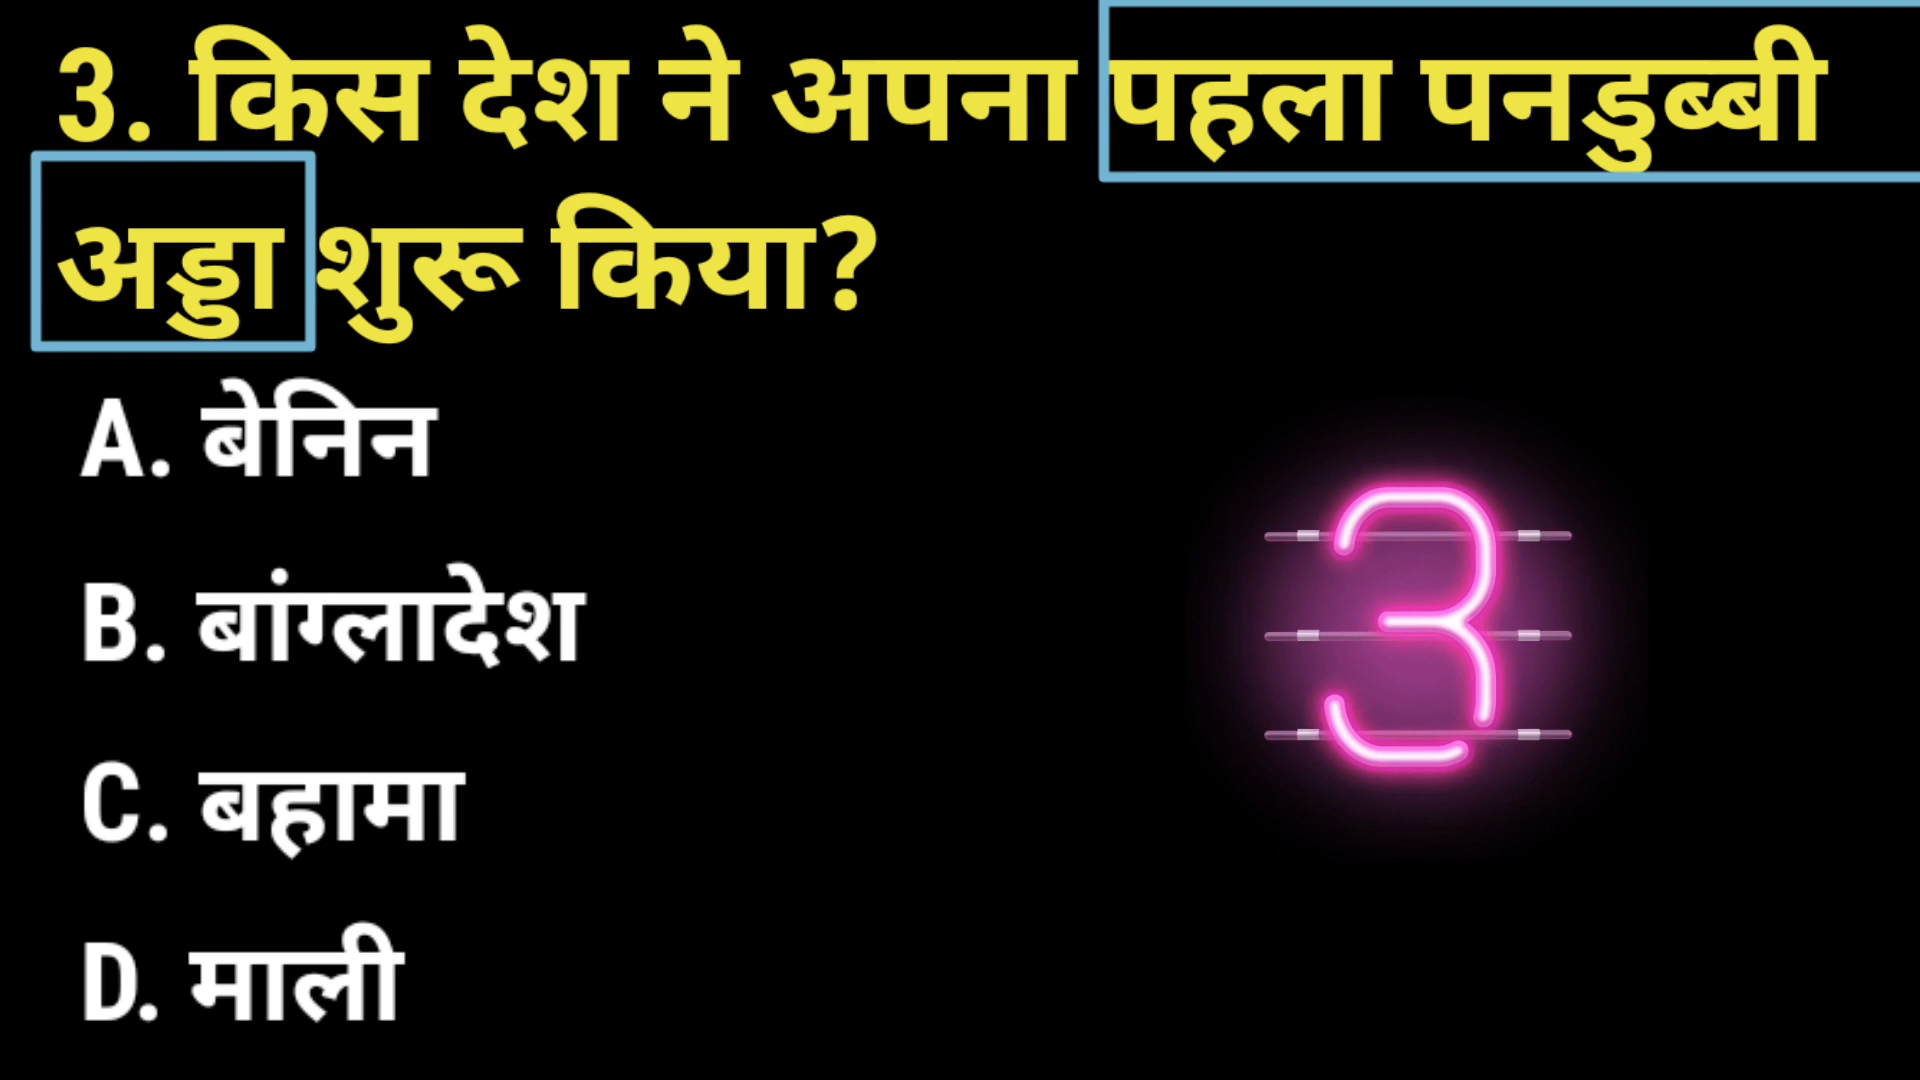 3. किस देश ने अपना पहला पनडुब्बी
अड्डा शुरू किया?
A. बेनिन
B. बांग्लादेश
C. बहामा
D. माली
3